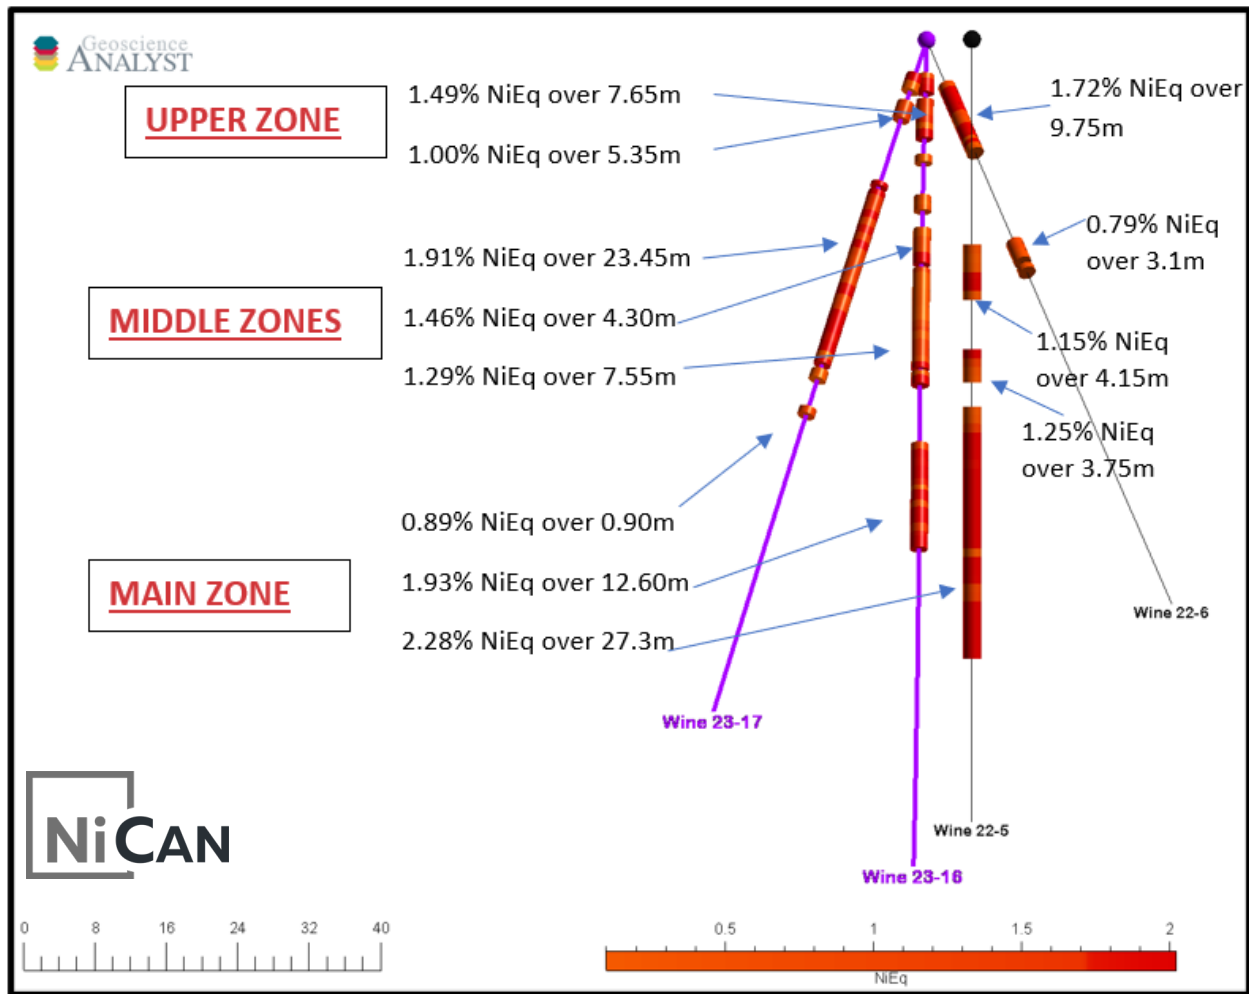 Geoscience
ANALYST
UPPER ZONE
1.49% NiEq over 7.65m
1.00% NiEq over 5.35m
1.72% NiEq over
9.75m
0.79% NiEq
over 3.1m
MIDDLE ZONES
1.91% NiEq over 23.45m
1.46% NiEq over 4.30m
1.29% NiEq over 7.55m
1.15% NiEq
over 4.15m
1.25% NiEq
over 3.75m
MAIN ZONE
0.89% NiEq over 0.90m
1.93% NiEq over 12.60m
2.28% NiEq over 27.3m
Wine 22-6
Wine 23-17
Wine 22-5
Wine 23-16
NiCAN
0 8 16 24 32 40
0.5 1 1.5 2
NiEq